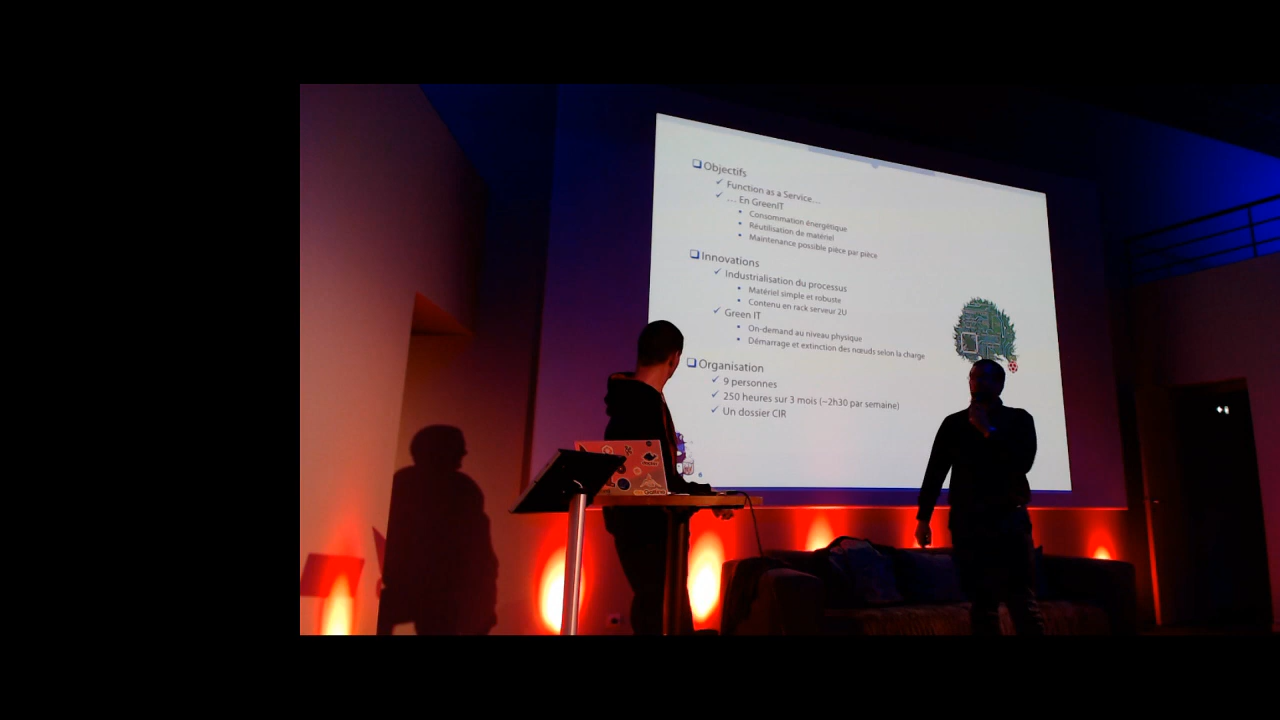 Objectifs
Function as a Service...
... En GreenIT
Consommation énergétique
Réutilisation de matériel
Maintenance possible pièce par pièce
Innovations
Industrialisation du processus
Matériel simple et robuste
Contenu en rack serveur 2U
Green IT
On-demand au niveau physique
Démarrage et extinction des nœuds selon la charge
Organisation
9 personnes
250 heures sur 3 mois (~2h30 par semaine)
Un dossier CIR